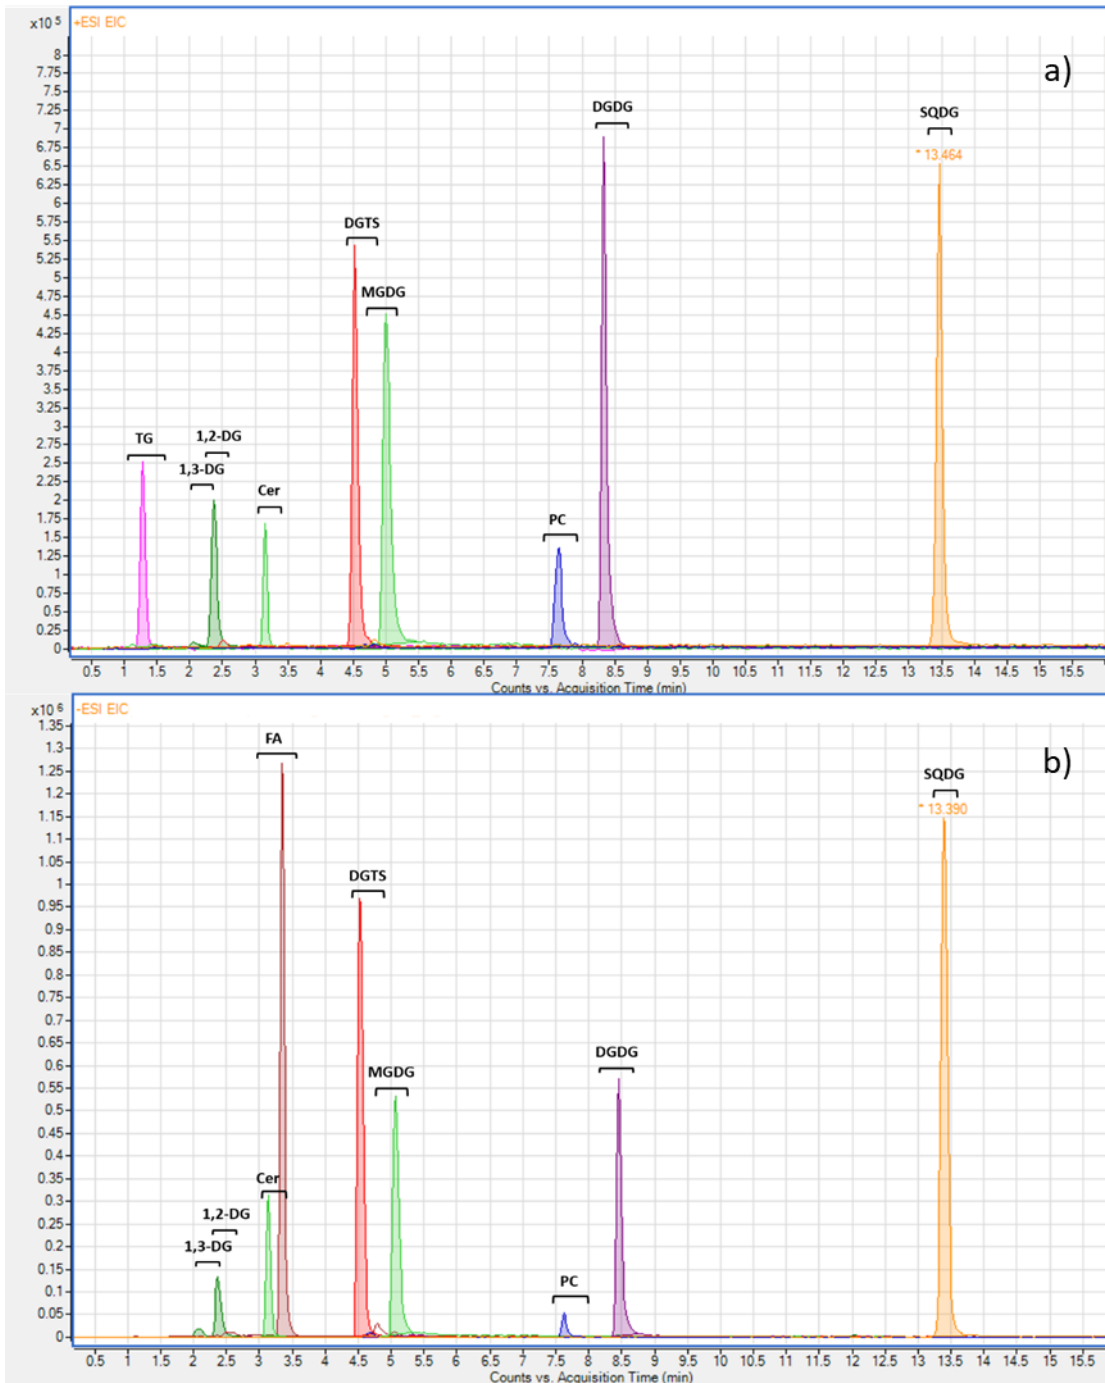 x10 5
+ESI EIC
a)
8
7.75
7.5
7.25
7
6.75
6.5
6.25
6
5.75
5.5
5.25
5
4.75
4.5
4.25
4
3.75
3.5
3.25
3
2.75
2.5
2.25
2
1.75
1.5
1.25
1
0.75
0.5
0.25
0
TG
1,3-DG
1,2-DG
Cer
DGTS
MGDG
PC
DGDG
SQDG
* 13.464
0.5 1 1.5 2 2.5 3 3.5 4 4.5 5 5.5 6 6.5 7 7.5 8 8.5 9 9.5 10 10.5 11 11.5 12 12.5 13 13.5 14 14.5 15 15.5
Counts vs. Acquisition Time (min)
x10 6
-ESI EIC
b)
1.35
1.3
1.25
1.2
1.15
1.1
1.05
1
0.95
0.9
0.85
0.8
0.75
0.7
0.65
0.6
0.55
0.5
0.45
0.4
0.35
0.3
0.25
0.2
0.15
0.1
0.05
0
1,3-DG
1,2-DG
Cer
FA
DGTS
MGDG
PC
DGDG
SQDG
* 13.390
0.5 1 1.5 2 2.5 3 3.5 4 4.5 5 5.5 6 6.5 7 7.5 8 8.5 9 9.5 10 10.5 11 11.5 12 12.5 13 13.5 14 14.5 15 15.5
Counts vs. Acquisition Time (min)